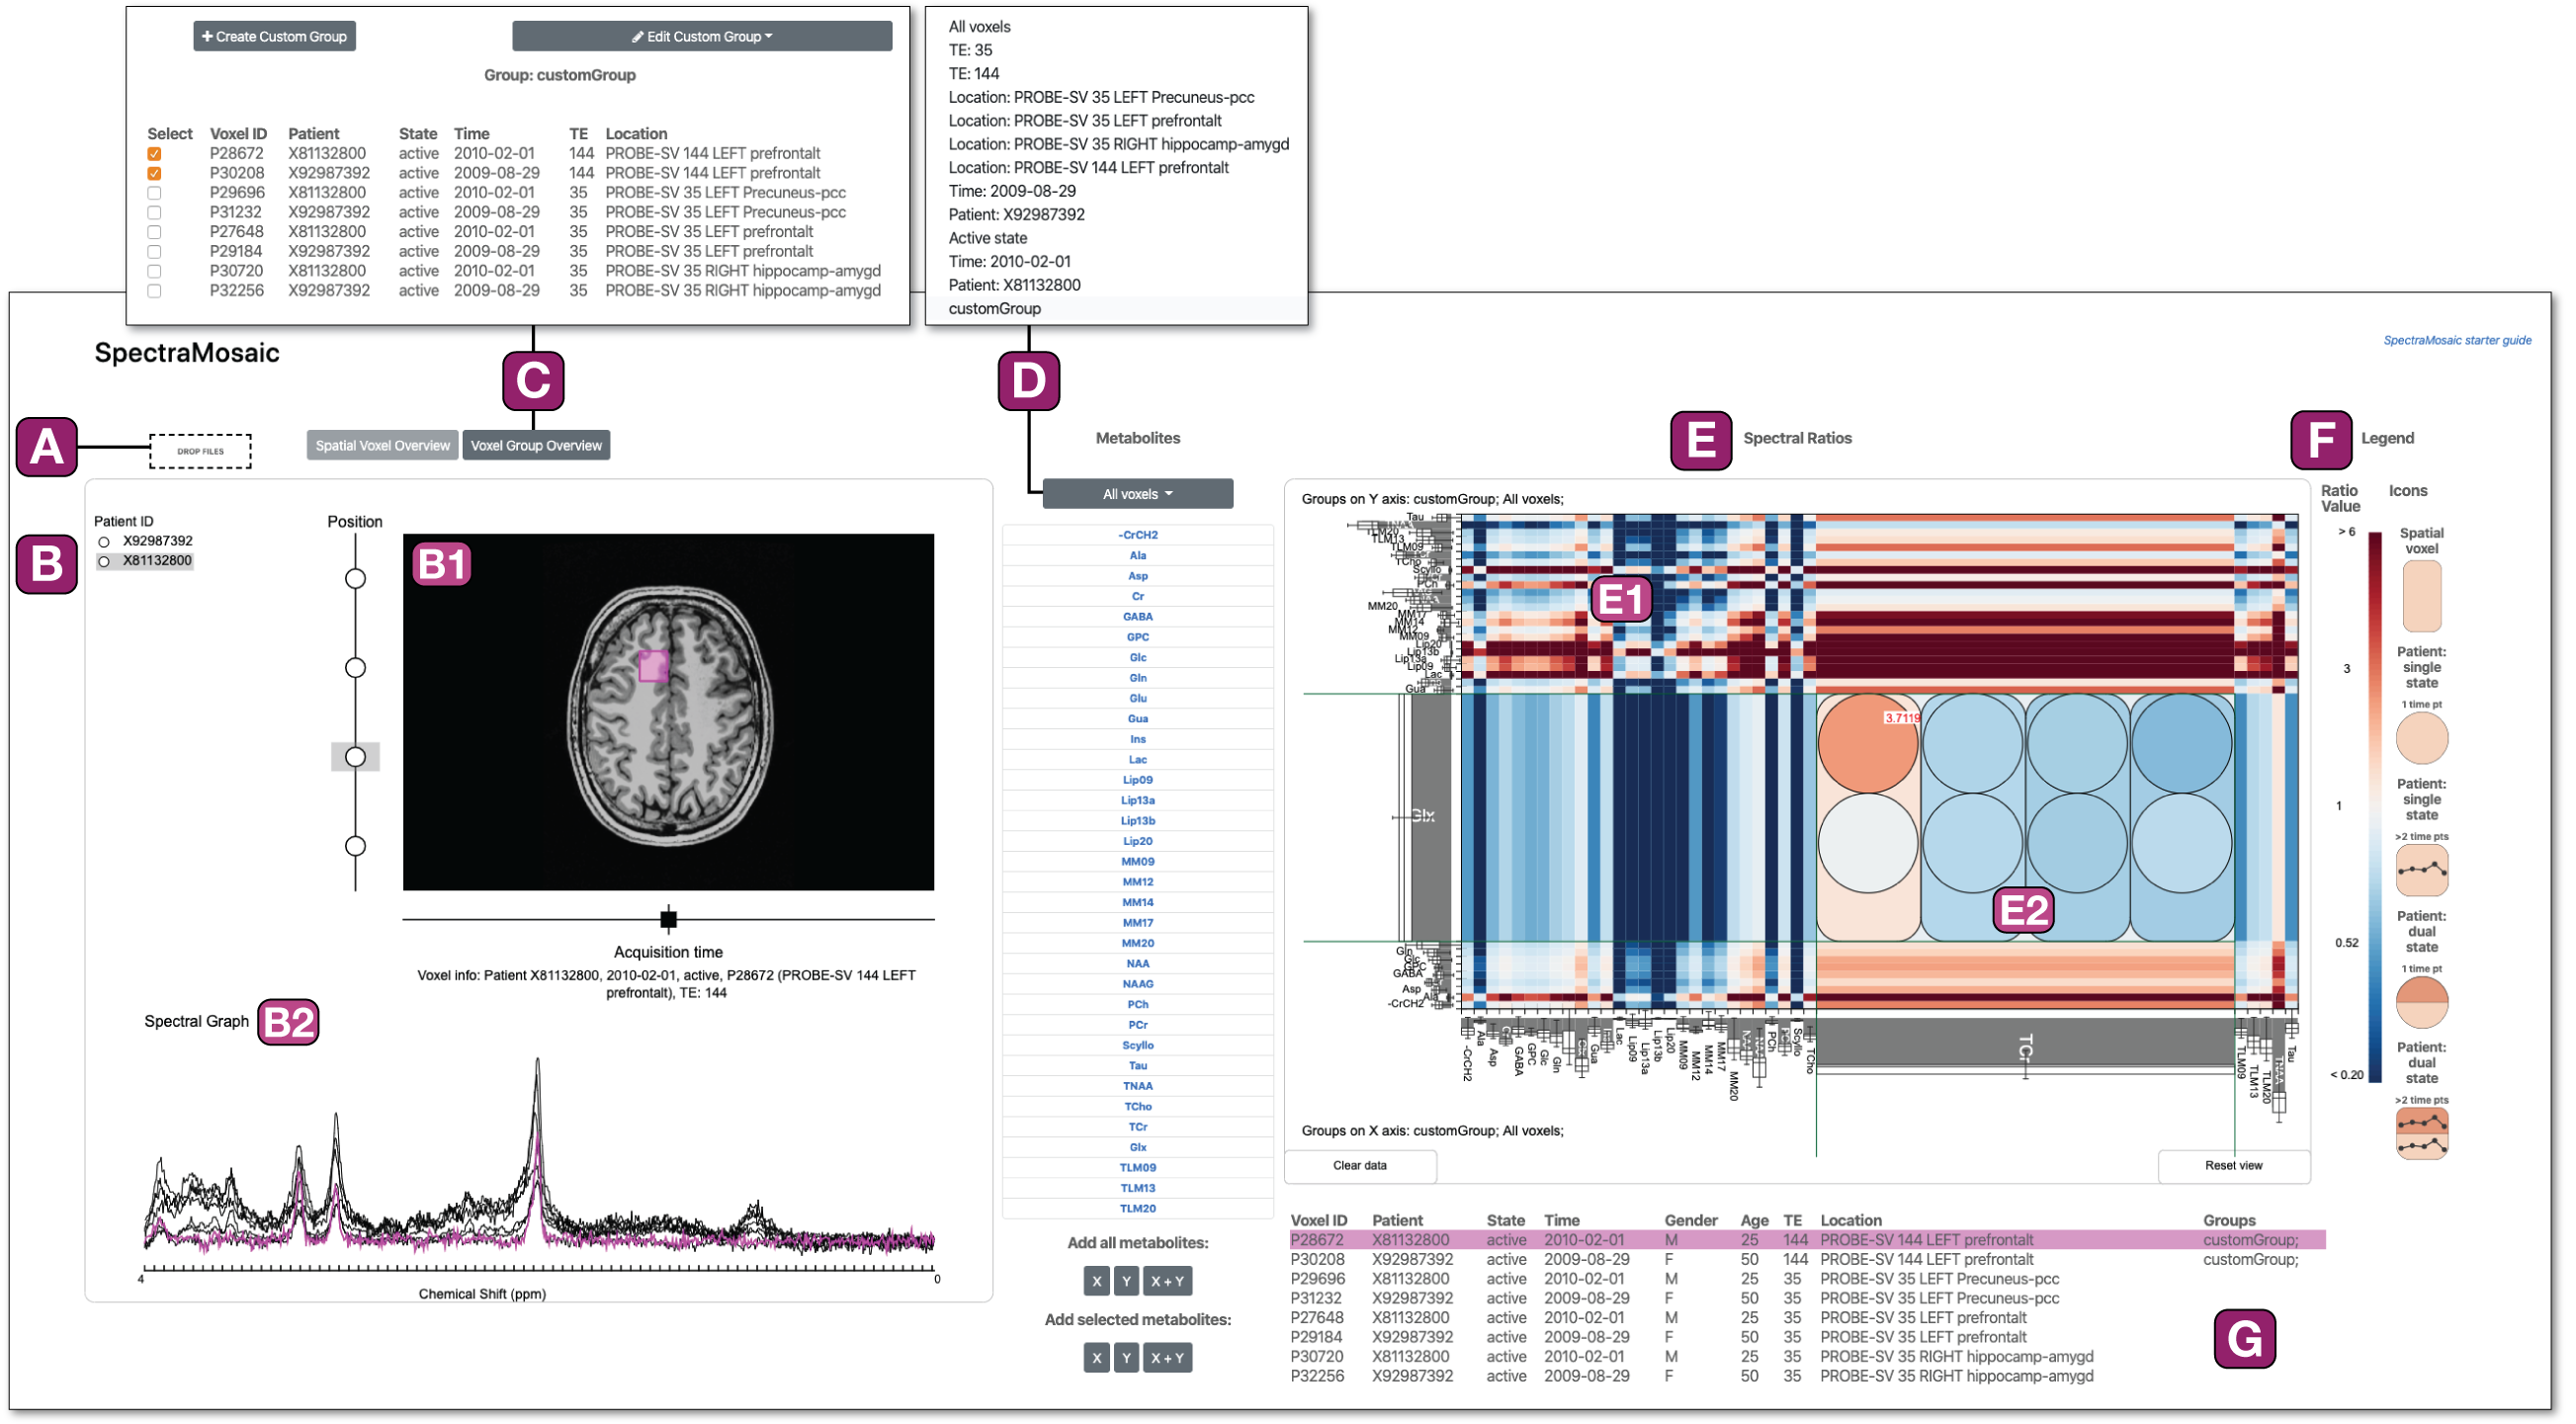 + Create Custom Group
Edit Custom Group
Group: customGroup
Select Voxel ID Patient State Time TE Location
P28672 X81132800 active 2010-02-01 144 PROBE-SV 144 LEFT prefrontalt
P30208 X92987392 active 2009-08-29 144 PROBE-SV 144 LEFT prefrontalt
P29696 X81132800 active 2010-02-01 35 PROBE-SV 35 LEFT Precuneus-pcc
P31232 X92987392 active 2009-08-29 35 PROBE-SV 35 LEFT Precuneus-pcc
P27648 X81132800 active 2010-02-01 35 PROBE-SV 35 LEFT prefrontalt
P29184 X92987392 active 2009-08-29 35 PROBE-SV 35 LEFT prefrontalt
P30720 X81132800 active 2010-02-01 35 PROBE-SV 35 RIGHT hippocamp-amygd
P32256 X92987392 active 2009-08-29 35 PROBE-SV 35 RIGHT hippocamp-amygd
All voxels
TE: 35
TE: 144
Location: PROBE-SV 35 LEFT Precuneus-pcc
Location: PROBE-SV 35 LEFT prefrontalt
Location: PROBE-SV 35 RIGHT hippocamp-amygd
Location: PROBE-SV 144 LEFT prefrontalt
Time: 2009-08-29
Patient: X92987392
Active state
Time: 2010-02-01
Patient: X81132800
customGroup
SpectraMosaic
SpectraMosaic starter guide
C
D
A
DROP FILES
Spatial Voxel Overview
Voxel Group Overview
B
Patient ID
X92987392
X81132800
Position
B1
Acquisition time
Voxel info: Patient X81132800, 2010-02-01, active, P28672 (PROBE-SV 144 LEFT
prefrontalt), TE: 144
Spectral Graph
B2
4
0
Chemical Shift (ppm)
Metabolites
All voxels
-CrCH2
Ala
Asp
Cr
GABA
GPC
Glc
Gln
Glu
Gua
Ins
Lac
Lip09
Lip13a
Lip13b
Lip20
MM09
MM12
MM14
MM17
MM20
NAA
NAAG
PCh
PCr
Scyllo
Tau
TNAA
TCho
TCr
Glx
TLM09
TLM13
TLM20
Add all metabolites:
X Y X + Y
Add selected metabolites:
X Y X + Y
E
Spectral Ratios
Groups on Y axis: customGroup; All voxels;
Tau
TLM20
TLM13
TLM09
TCho
Scyllo
PCh
MM20
MM17
MM14
MM12
MM09
Lip20
Lip13b
Lip13a
Lip09
Lac
Gua
Glx
Gln
Glc
GPC
GABA
Asp
Ala
-CrCH2
E1
3.7119
E2
-CrCH2
Ala
Asp
GABA
GPC
Glc
Gln
Gua
Lac
Lip09
Lip13a
Lip13b
Lip20
MM09
MM12
MM14
MM17
MM20
PCh
Scyllo
TCho
TCr
TLM09
TLM13
TLM20
TNAA
Tau
Groups on X axis: customGroup; All voxels;
Clear data
Reset view
F
Legend
Ratio
Value
> 6
3
1
0.52
< 0.20
Icons
Spatial
voxel
Patient:
single
state
1 time pt
Patient:
single
state
>2 time pts
Patient:
dual
state
1 time pt
Patient:
dual
state
>2 time pts
Voxel ID Patient State Time Gender Age TE Location Groups
P28672 X81132800 active 2010-02-01 M 25 144 PROBE-SV 144 LEFT prefrontalt customGroup;
P30208 X92987392 active 2009-08-29 F 50 144 PROBE-SV 144 LEFT prefrontalt customGroup;
P29696 X81132800 active 2010-02-01 M 25 35 PROBE-SV 35 LEFT Precuneus-pcc
P31232 X92987392 active 2009-08-29 F 50 35 PROBE-SV 35 LEFT Precuneus-pcc
P27648 X81132800 active 2010-02-01 M 25 35 PROBE-SV 35 LEFT prefrontalt
P29184 X92987392 active 2009-08-29 F 50 35 PROBE-SV 35 LEFT prefrontalt
P30720 X81132800 active 2010-02-01 M 25 35 PROBE-SV 35 RIGHT hippocamp-amygd
P32256 X92987392 active 2009-08-29 F 50 35 PROBE-SV 35 RIGHT hippocamp-amygd
G